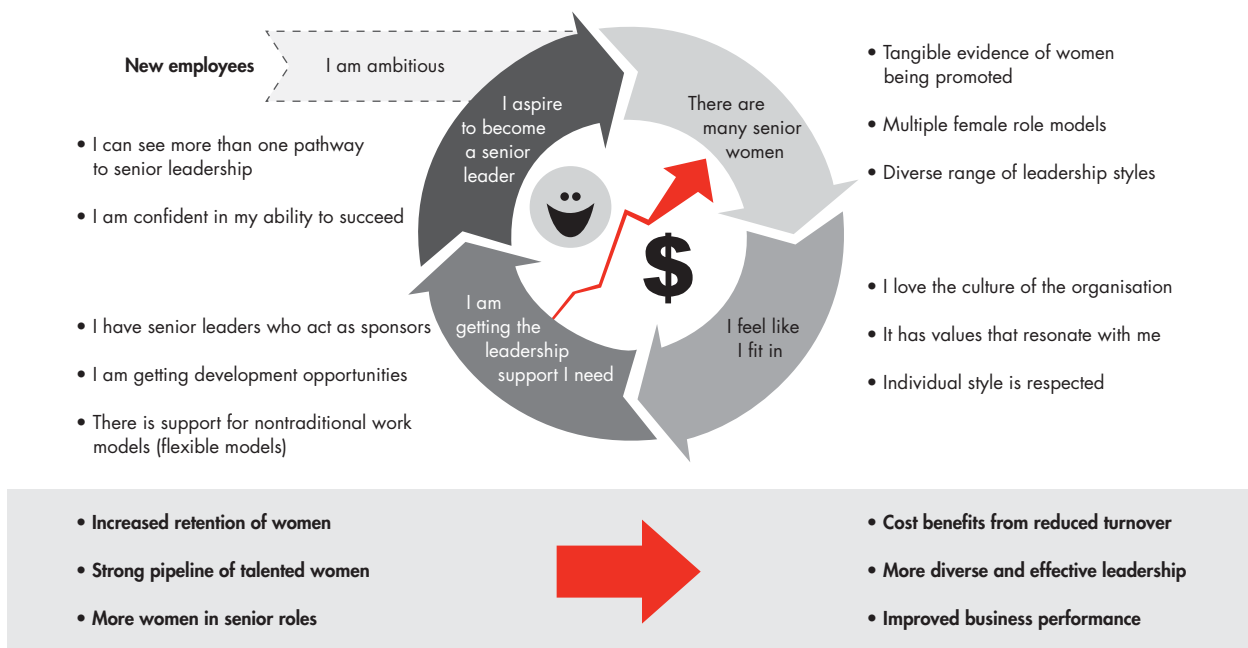 New employees
I am ambitious
I aspire
to become
a senior
leader
There are
many senior
women
• Tangible evidence of women
being promoted
• Multiple female role models
• Diverse range of leadership styles
• I can see more than one pathway
to senior leadership
• I am confident in my ability to succeed
$
I feel like
I fit in
• I love the culture of the organisation
• It has values that resonate with me
• Individual style is respected
I am
getting the
leadership
support I need
• I have senior leaders who act as sponsors
• I am getting development opportunities
• There is support for nontraditional work
models (flexible models)
• Increased retention of women
• Strong pipeline of talented women
• More women in senior roles
• Cost benefits from reduced turnover
• More diverse and effective leadership
• Improved business performance